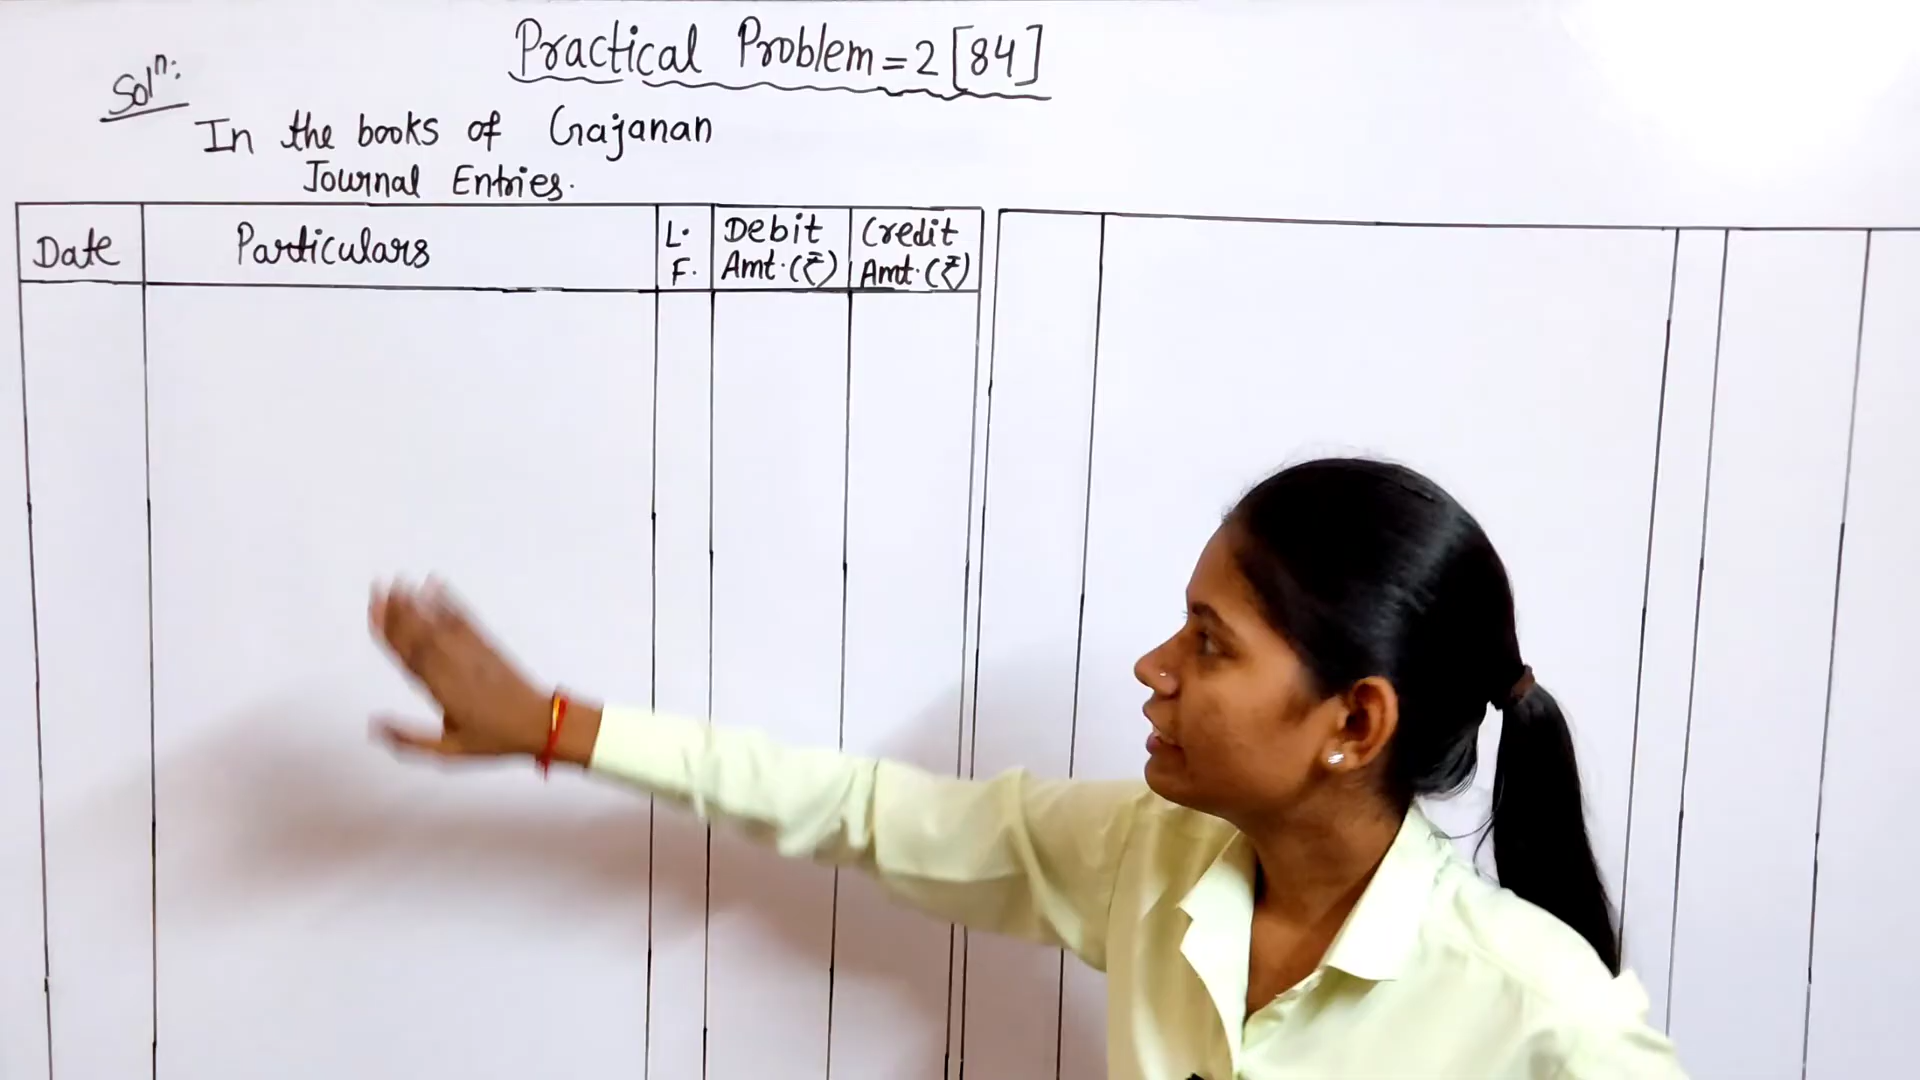 Practical Problem = 2 [84]
Solⁿ:
In the books of Gajanan
Journal Entries.
Date
Particulars
L.
F.
Debit
Amt. (₹)
Credit
Amt. (₹)